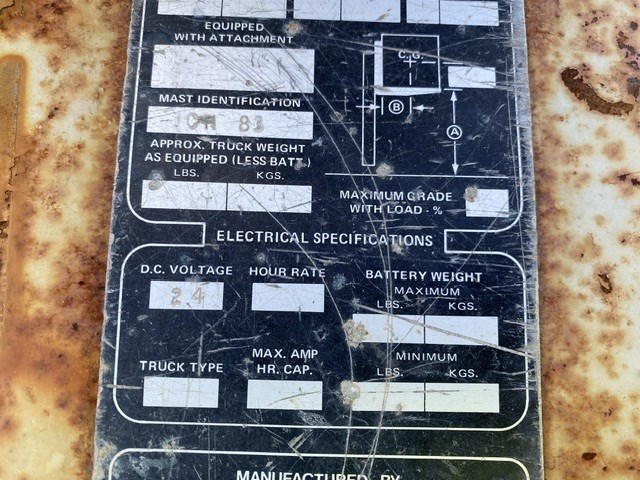 EQUIPPED
WITH ATTACHMENT
C.G.
MAST IDENTIFICATION
B
83
A
APPROX. TRUCK WEIGHT
AS EQUIPPED (LESS BATT.)
LBS. KGS.
MAXIMUM GRADE
WITH LOAD - %
ELECTRICAL SPECIFICATIONS
D.C. VOLTAGE HOUR RATE BATTERY WEIGHT
MAXIMUM
LBS. KGS.
24
MINIMUM
TRUCK TYPE MAX. AMP
HR. CAP. LBS. KGS.
MANUFACTURED BY